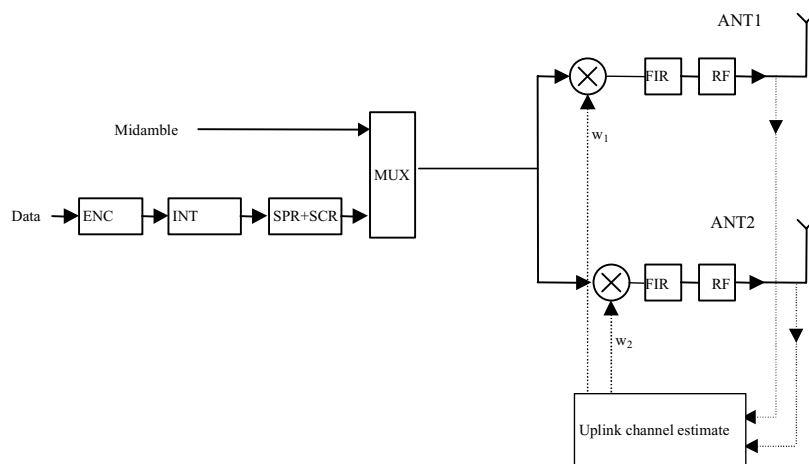 ANT1
FIR
RF
Midamble
w1
MUX
Data
ENC
INT
SPR+SCR
ANT2
FIR
RF
w2
Uplink channel estimate